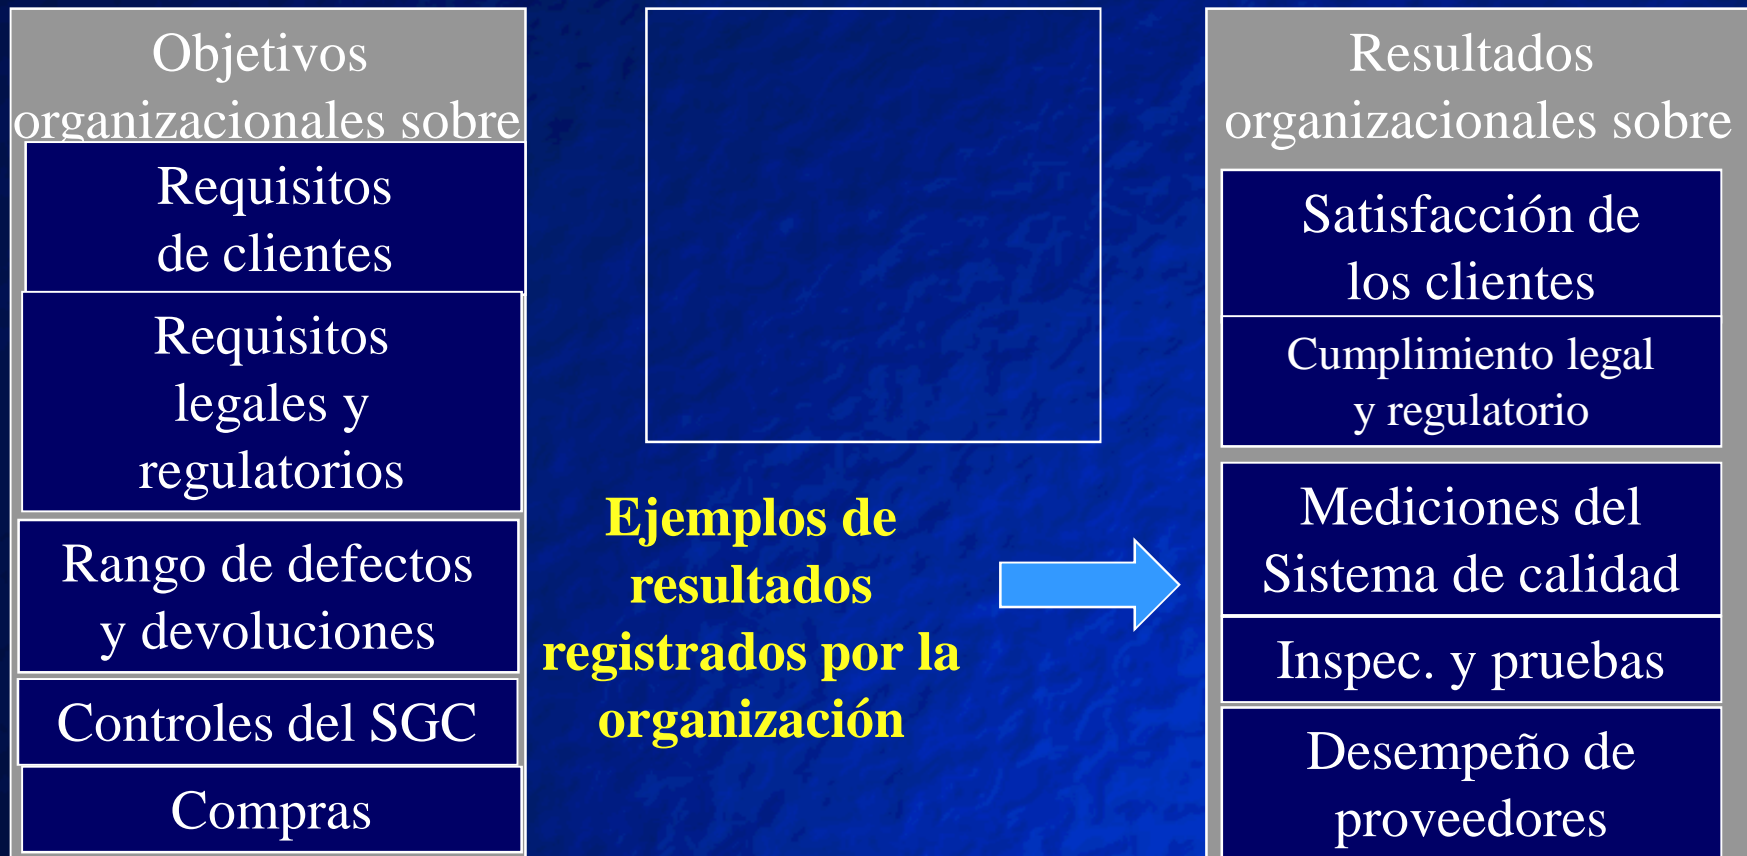 Objetivos
organizacionales sobre
Requisitos
de clientes
Requisitos
legales y
regulatorios
Rango de defectos
y devoluciones
Controles del SGC
Compras
Ejemplos de
resultados
registrados por la
organización
Resultados
organizacionales sobre
Satisfacción de
los clientes
Cumplimiento legal
y regulatorio
Mediciones del
Sistema de calidad
Inspec. y pruebas
Desempeño de
proveedores